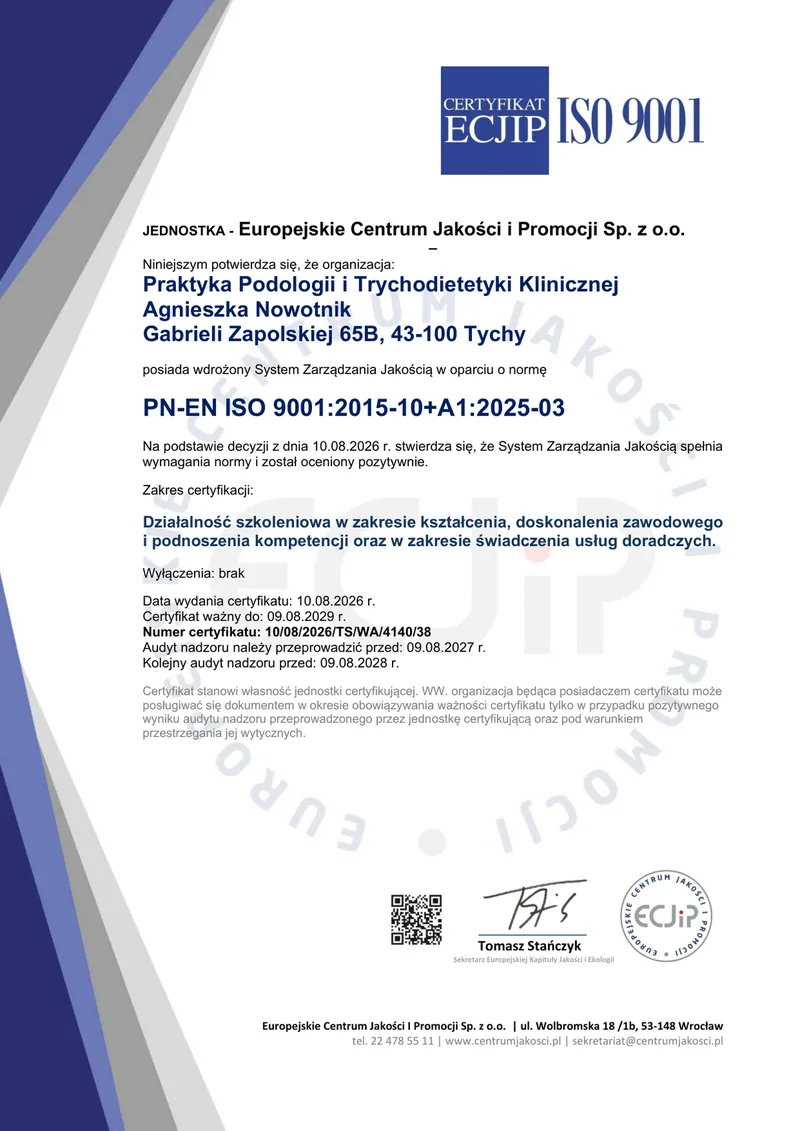 CERTYFIKAT
ECJIP
ISO 9001
JEDNOSTKA - Europejskie Centrum Jakości i Promocji Sp. z o.o.
–
Niniejszym potwierdza się, że organizacja:
Praktyka Podologii i Trychodietetyki Klinicznej
Agnieszka Nowotnik
Gabrieli Zapolskiej 65B, 43-100 Tychy
posiada wdrożony System Zarządzania Jakością w oparciu o normę
PN-EN ISO 9001:2015-10+A1:2025-03
Na podstawie decyzji z dnia 10.08.2026 r. stwierdza się, że System Zarządzania Jakością spełnia
wymagania normy i został oceniony pozytywnie.
Zakres certyfikacji:
Działalność szkoleniowa w zakresie kształcenia, doskonalenia zawodowego
i podnoszenia kompetencji oraz w zakresie świadczenia usług doradczych.
Wyłączenia: brak
Data wydania certyfikatu: 10.08.2026 r.
Certyfikat ważny do: 09.08.2029 r.
Numer certyfikatu: 10/08/2026/TS/WA/4140/38
Audyt nadzoru należy przeprowadzić przed: 09.08.2027 r.
Kolejny audyt nadzoru przed: 09.08.2028 r.
Certyfikat stanowi własność jednostki certyfikującej. WW. organizacja będąca posiadaczem certyfikatu może
posługiwać się dokumentem w okresie obowiązywania ważności certyfikatu tylko w przypadku pozytywnego
wyniku audytu nadzoru przeprowadzonego przez jednostkę certyfikującą oraz pod warunkiem
przestrzegania jej wytycznych.
EUROPEJSKIE CENTRUM JAKOŚCI I PROMOCJI
ECJiP
Tomasz Stańczyk
Sekretarz Europejskiej Kapituły Jakości i Ekologii
EUROPEJSKIE CENTRUM JAKOŚCI I PROMOCJI
ECJiP
Europejskie Centrum Jakości I Promocji Sp. z o.o. | ul. Wolbromska 18 /1b, 53-148 Wrocław
tel. 22 478 55 11 | www.centrumjakosci.pl | sekretariat@centrumjakosci.pl